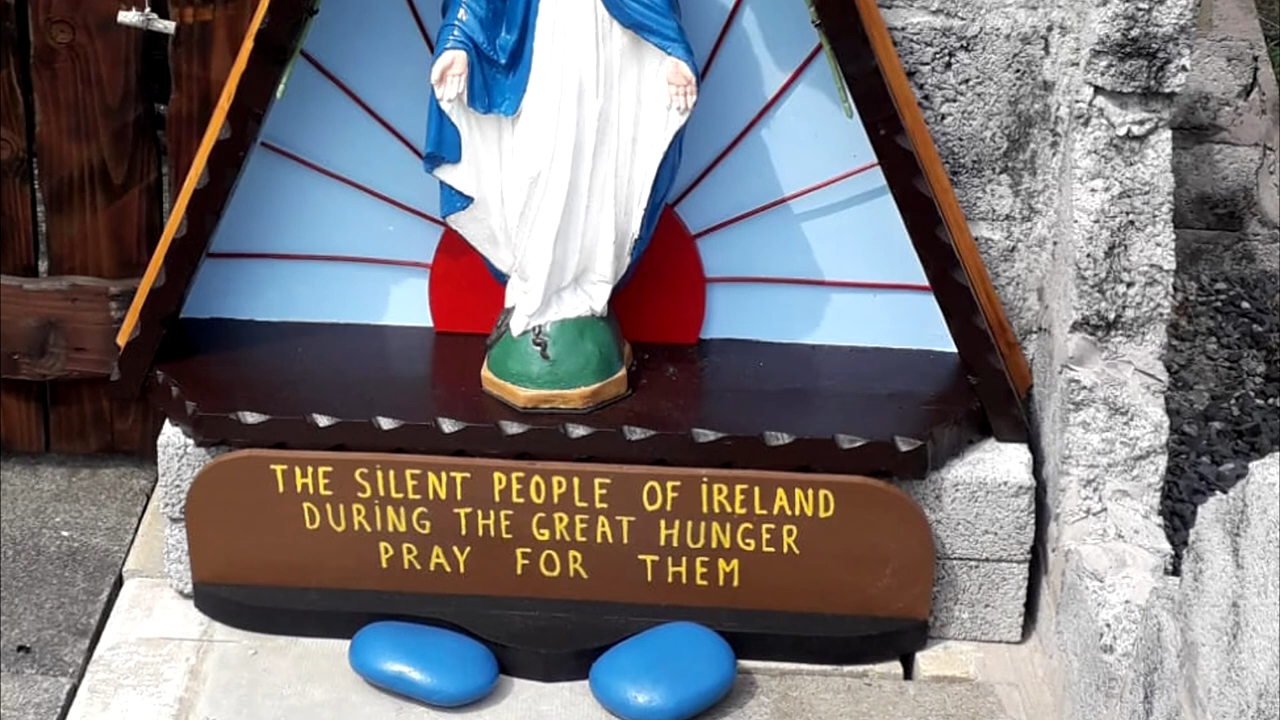 THE SiLENT PEOPLE OF iRELAND
DURiNG THE GREAT HUNGER
PRAY FOR THEM